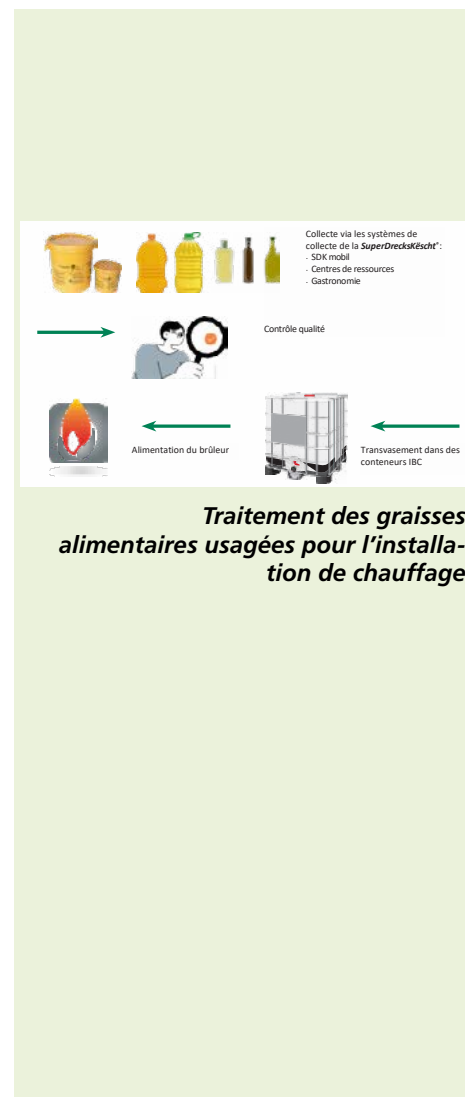 Collecte via les systèmes de
collecte de la SuperDrecksKëscht®:
- SDK mobil
- Centres de ressources
- Gastronomie
Contrôle qualité
Alimentation du brûleur
Transvasement dans des
conteneurs IBC
Traitement des graisses
alimentaires usagées pour l’installa-
tion de chauffage